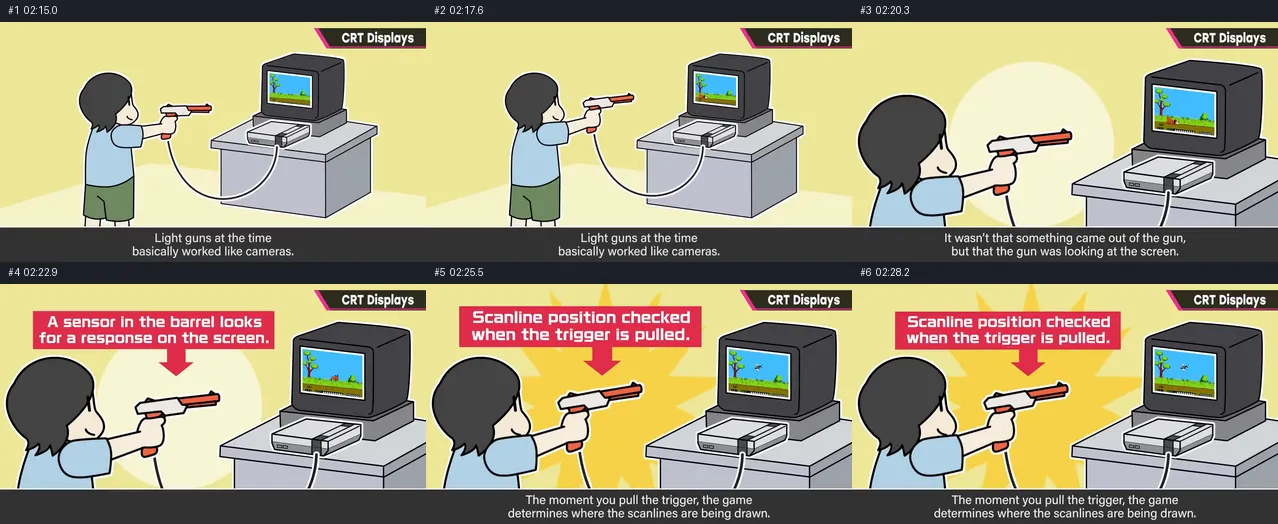 #1 02:15.0
CRT Displays
Light guns at the time
basically worked like cameras.
#2 02:17.6
CRT Displays
Light guns at the time
basically worked like cameras.
#3 02:20.3
CRT Displays
It wasn't that something came out of the gun,
but that the gun was looking at the screen.
#4 02:22.9
CRT Displays
A sensor in the barrel looks
for a response on the screen.
#5 02:25.5
CRT Displays
Scanline position checked
when the trigger is pulled.
The moment you pull the trigger, the game
determines where the scanlines are being drawn.
#6 02:28.2
CRT Displays
Scanline position checked
when the trigger is pulled.
The moment you pull the trigger, the game
determines where the scanlines are being drawn.